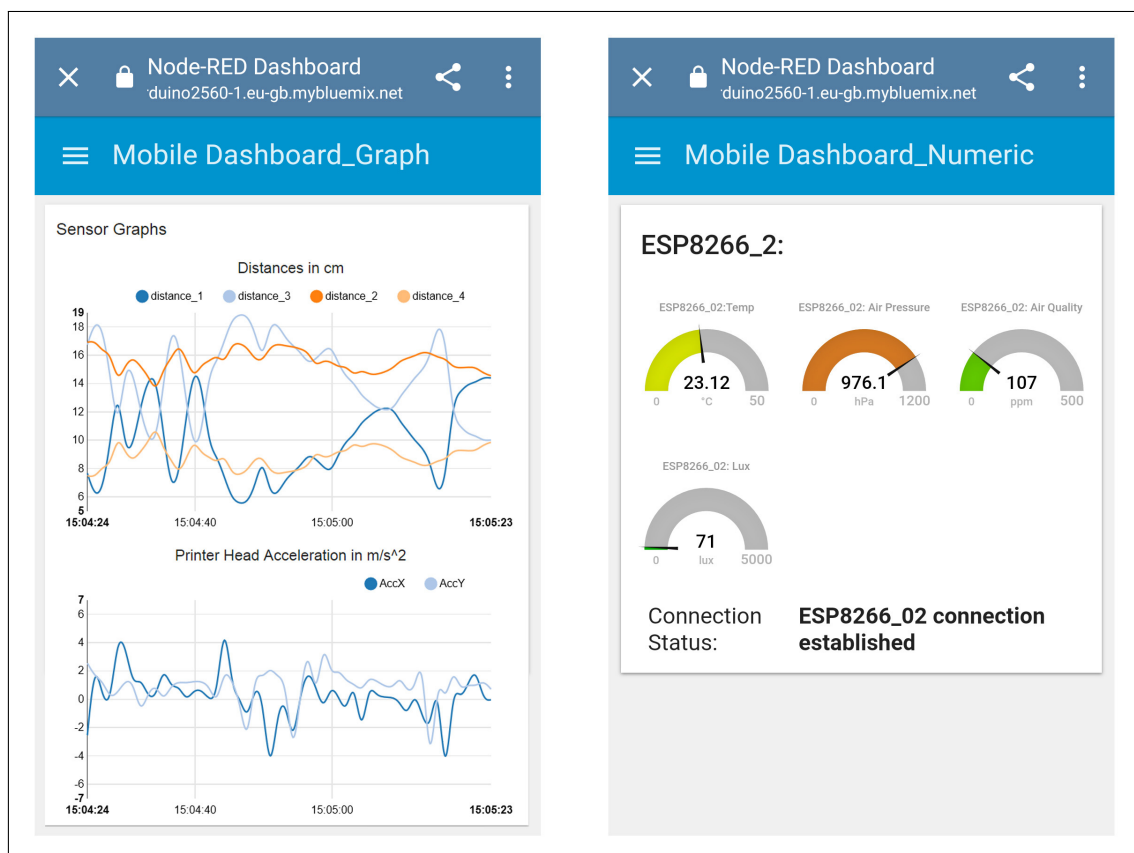 Node-RED Dashboard
rduino2560-1.eu-gb.mybluemix.net
Mobile Dashboard_Graph
Sensor Graphs
Distances in cm
distance_1 distance_3 distance_2 distance_4
19
18
16
14
12
10
8
6
5
15:04:24 15:04:40 15:05:00 15:05:23
Printer Head Acceleration in m/s^2
AccX AccY
7
6
4
2
0
-2
-4
-6
-7
15:04:24 15:04:40 15:05:00 15:05:23
Node-RED Dashboard
rduino2560-1.eu-gb.mybluemix.net
Mobile Dashboard_Numeric
ESP8266_2:
ESP8266_02:Temp ESP8266_02: Air Pressure ESP8266_02: Air Quality
23.12 976.1 107
0 °C 50 0 hPa 1200 0 ppm 500
ESP8266_02: Lux
71
0 lux 5000
Connection ESP8266_02 connection
Status: established